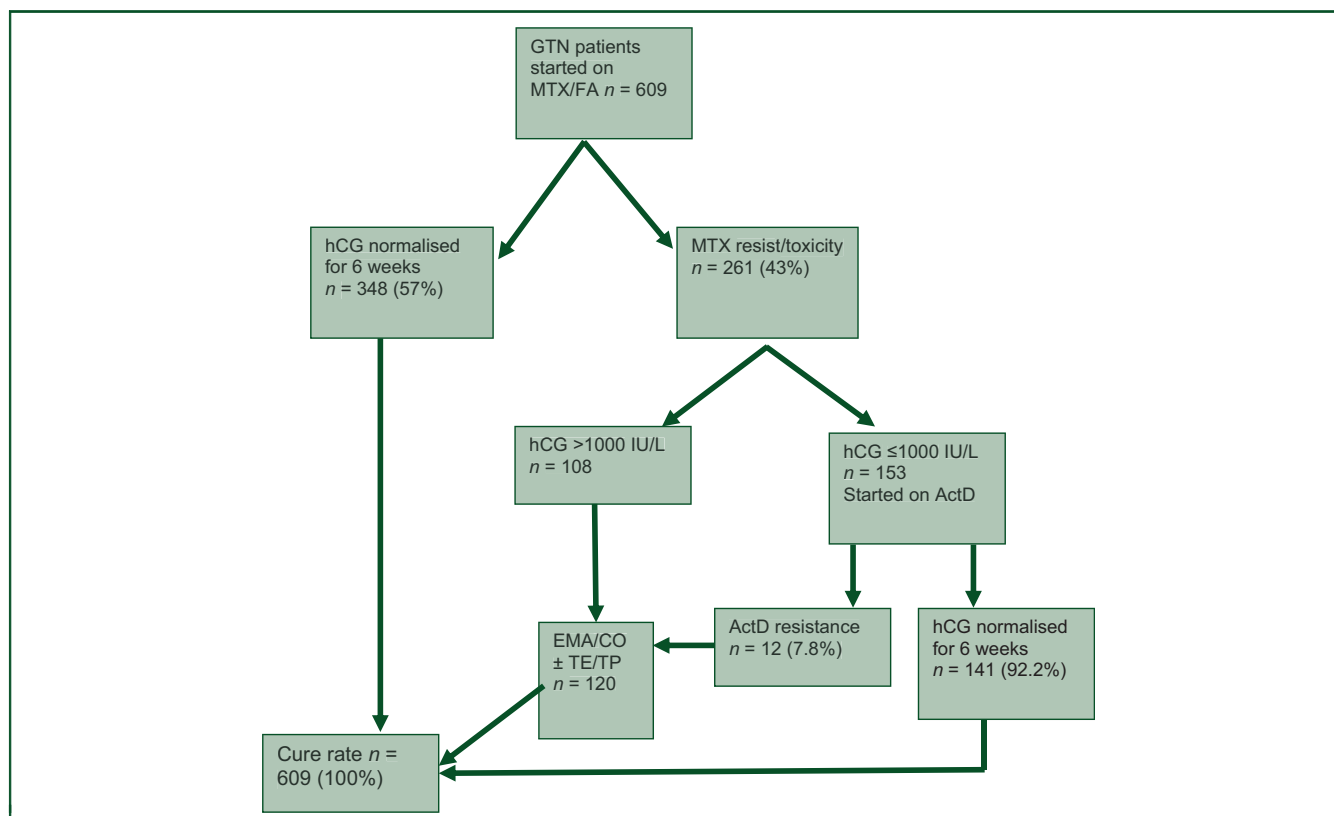 GTN patients
started on
MTX/FA n = 609
hCG normalised
for 6 weeks
n = 348 (57%)
MTX resist/toxicity
n = 261 (43%)
hCG >1000 IU/L
n = 108
hCG ≤1000 IU/L
n = 153
Started on ActD
EMA/CO
± TE/TP
n = 120
ActD resistance
n = 12 (7.8%)
hCG normalised
for 6 weeks
n = 141 (92.2%)
Cure rate n =
609 (100%)